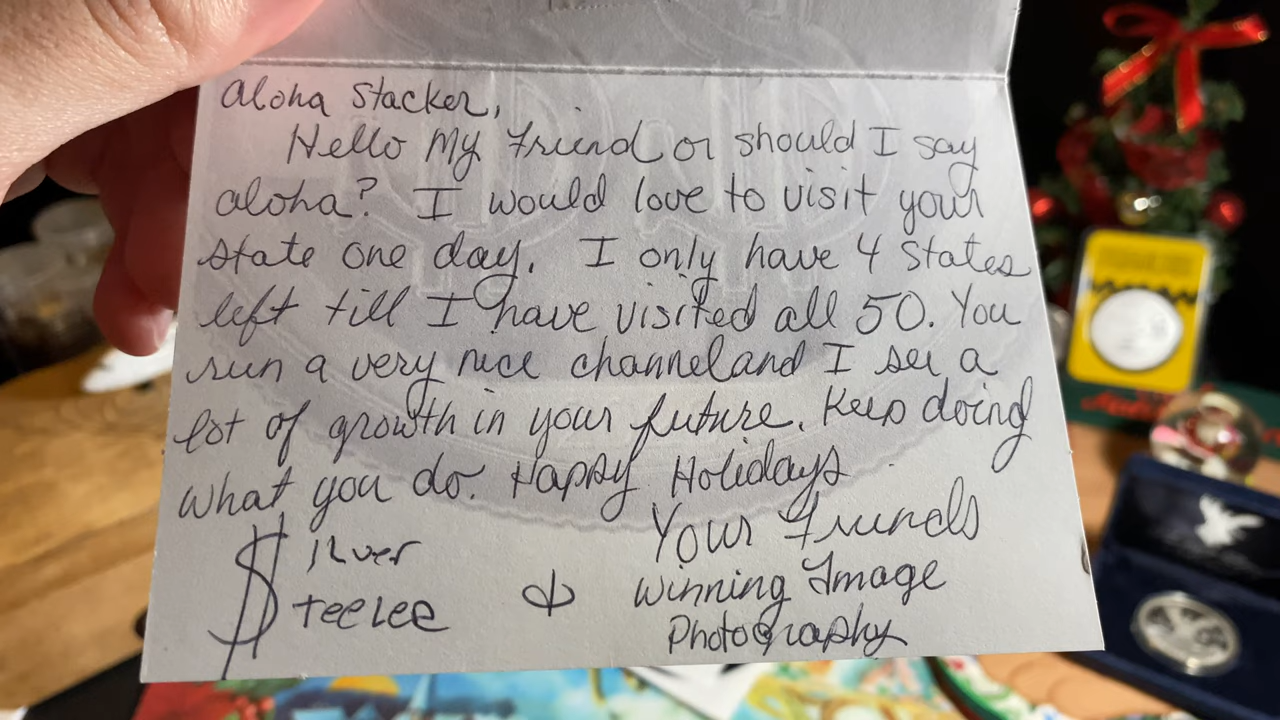 Aloha Stacker,
Hello My Friend or should I say
aloha? I would love to visit your
state one day. I only have 4 states
left till I have visited all 50. You
run a very nice channel and I see a
lot of growth in your future. Keep doing
what you do. Happy Holidays
Your Friends
$ilver
$teelee & Winning Image
Photography